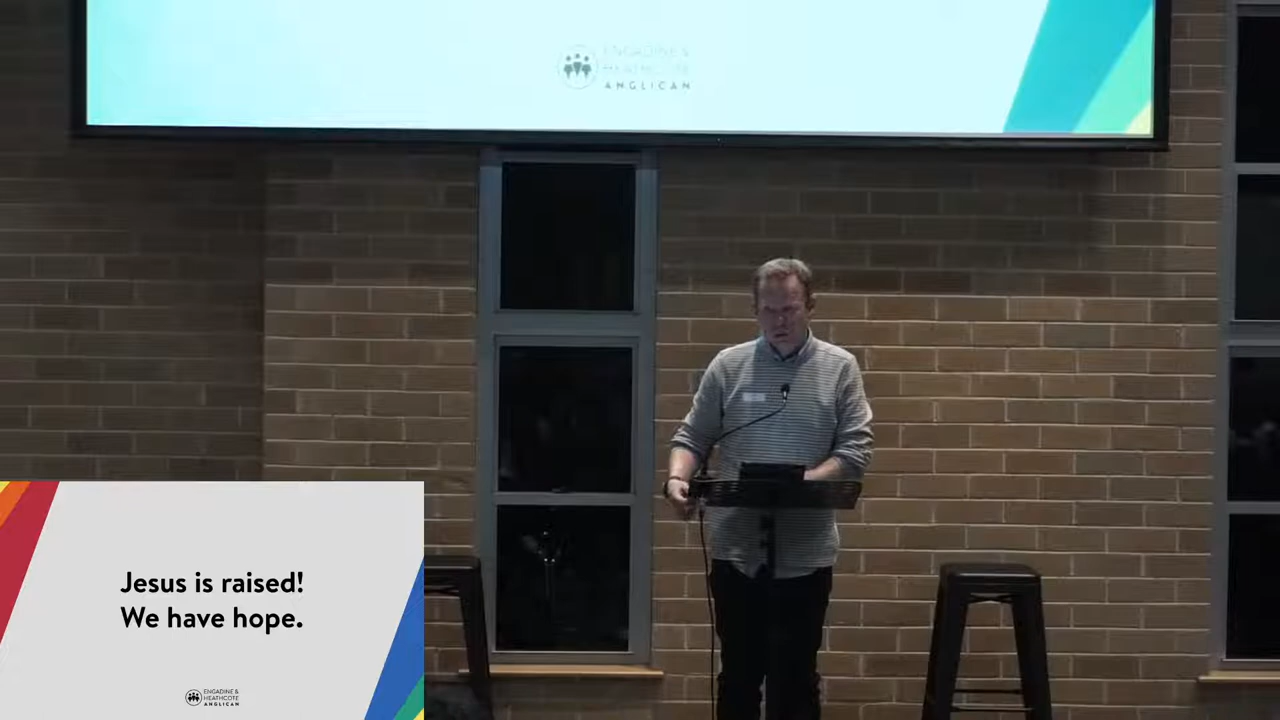 ENGADINE &
HEATHCOTE
ANGLICAN
Jesus is raised!
We have hope.
ENGADINE &
HEATHCOTE
ANGLICAN